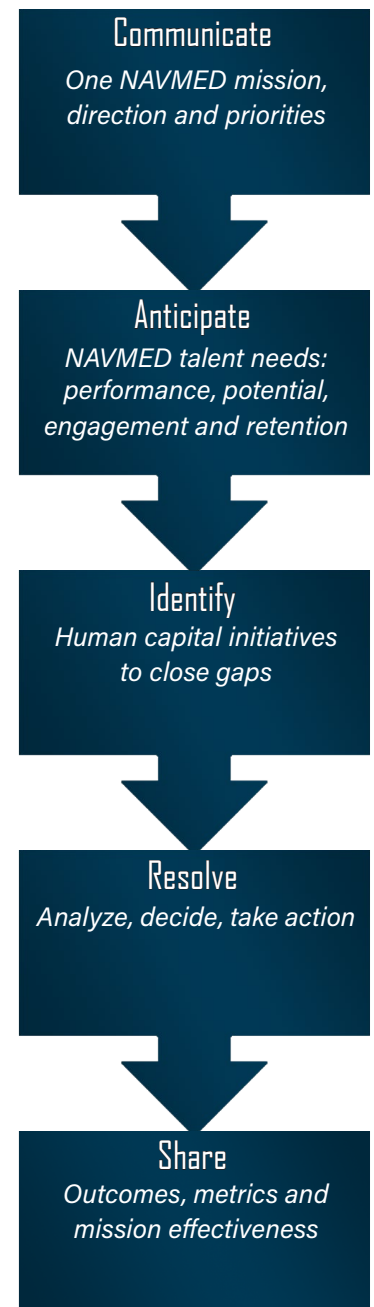 Communicate
One NAVMED mission,
direction and priorities
Anticipate
NAVMED talent needs:
performance, potential,
engagement and retention
Identify
Human capital initiatives
to close gaps
Resolve
Analyze, decide, take action
Share
Outcomes, metrics and
mission effectiveness